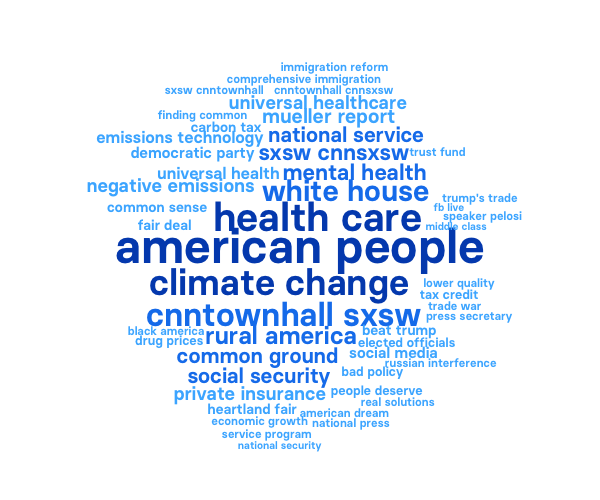 immigration reform
comprehensive immigration
sxsw cnntownhall cnntownhall cnnsxsw
universal healthcare
finding common mueller report
carbon tax
emissions technology national service
democratic party sxsw cnnsxsw trust fund
universal health mental health
negative emissions white house
trump's trade
common sense health care fb live
speaker pelosi
fair deal middle class
american people
climate change lower quality
tax credit
cnntownhall sxsw trade war
press secretary
black america rural america beat trump
drug prices elected officials
common ground social media
russian interference
social security bad policy
private insurance people deserve
real solutions
heartland fair american dream
economic growth national press
service program
national security